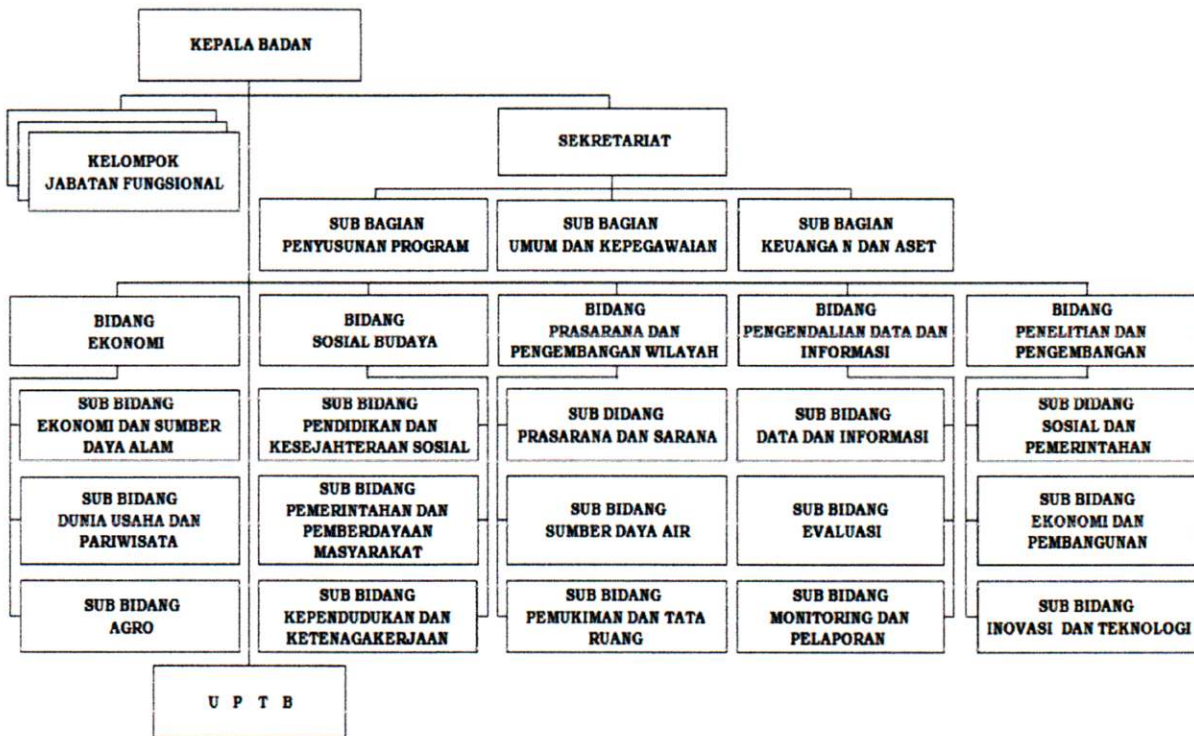 KEPALA BADAN
KELOMPOK
JABATAN FUNGSIONAL
SEKRETARIAT
SUB BAGIAN
PENYUSUNAN PROGRAM
SUB BAGIAN
UMUM DAN KEPEGAWAIAN
SUB BAGIAN
KEUANGA N DAN ASET
BIDANG
EKONOMI
BIDANG
SOSIAL BUDAYA
BIDANG
PRASARANA DAN
PENGEMBANGAN WILAYAH
BIDANG
PENGENDALIAN DATA DAN
INFORMASI
BIDANG
PENELITIAN DAN
PENGEMBANGAN
SUB BIDANG
EKONOMI DAN SUMBER
DAYA ALAM
SUB BIDANG
PENDIDIKAN DAN
KESEJAHTERAAN SOSIAL
SUB DIDANG
PRASARANA DAN SARANA
SUB BIDANG
DATA DAN INFORMASI
SUB DIDANG
SOSIAL DAN
PEMERINTAHAN
SUB BIDANG
DUNIA USAHA DAN
PARIWISATA
SUB BIDANG
PEMERINTAHAN DAN
PEMBERDAYAAN
MASYARAKAT
SUB BIDANG
SUMBER DAYA AIR
SUB BIDANG
EVALUASI
SUB BIDANG
EKONOMI DAN
PEMBANGUNAN
SUB BIDANG
AGRO
SUB BIDANG
KEPENDUDUKAN DAN
KETENAGAKERJAAN
SUB BIDANG
PEMUKIMAN DAN TATA
RUANG
SUB BIDANG
MONITORING DAN
PELAPORAN
SUB BIDANG
INOVASI DAN TEKNOLOGI
U P T B